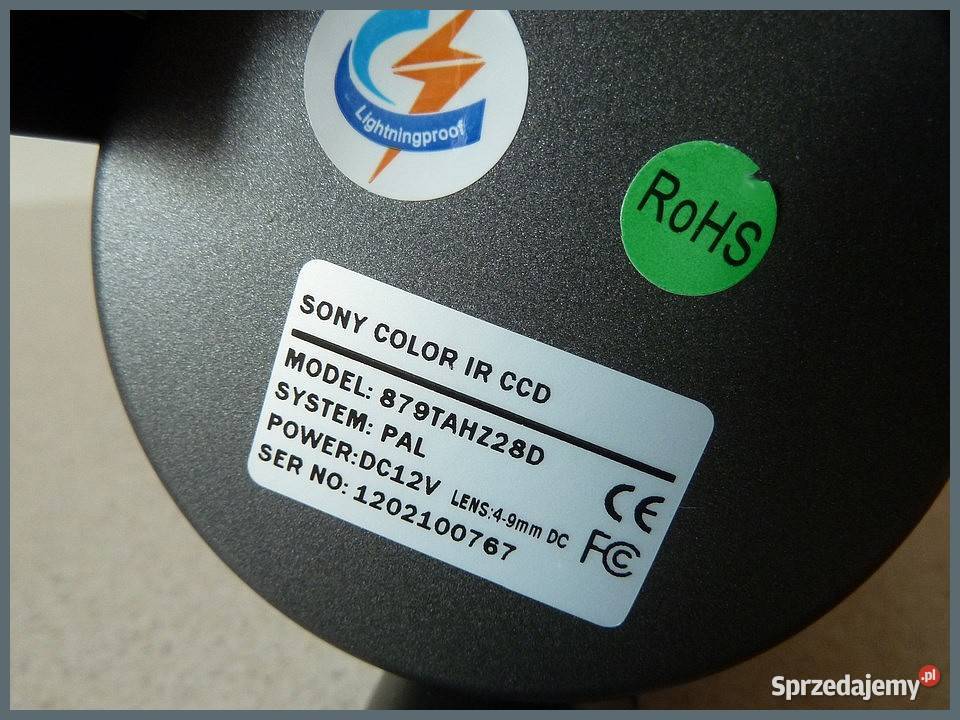 Lightningproof
RoHS
SONY COLOR IR CCD
MODEL: 879TAHZ28D
SYSTEM: PAL
POWER:DC12V LENS:4-9mm DC
SER NO: 1202100767
CE
FCC
Sprzedajemy.pl